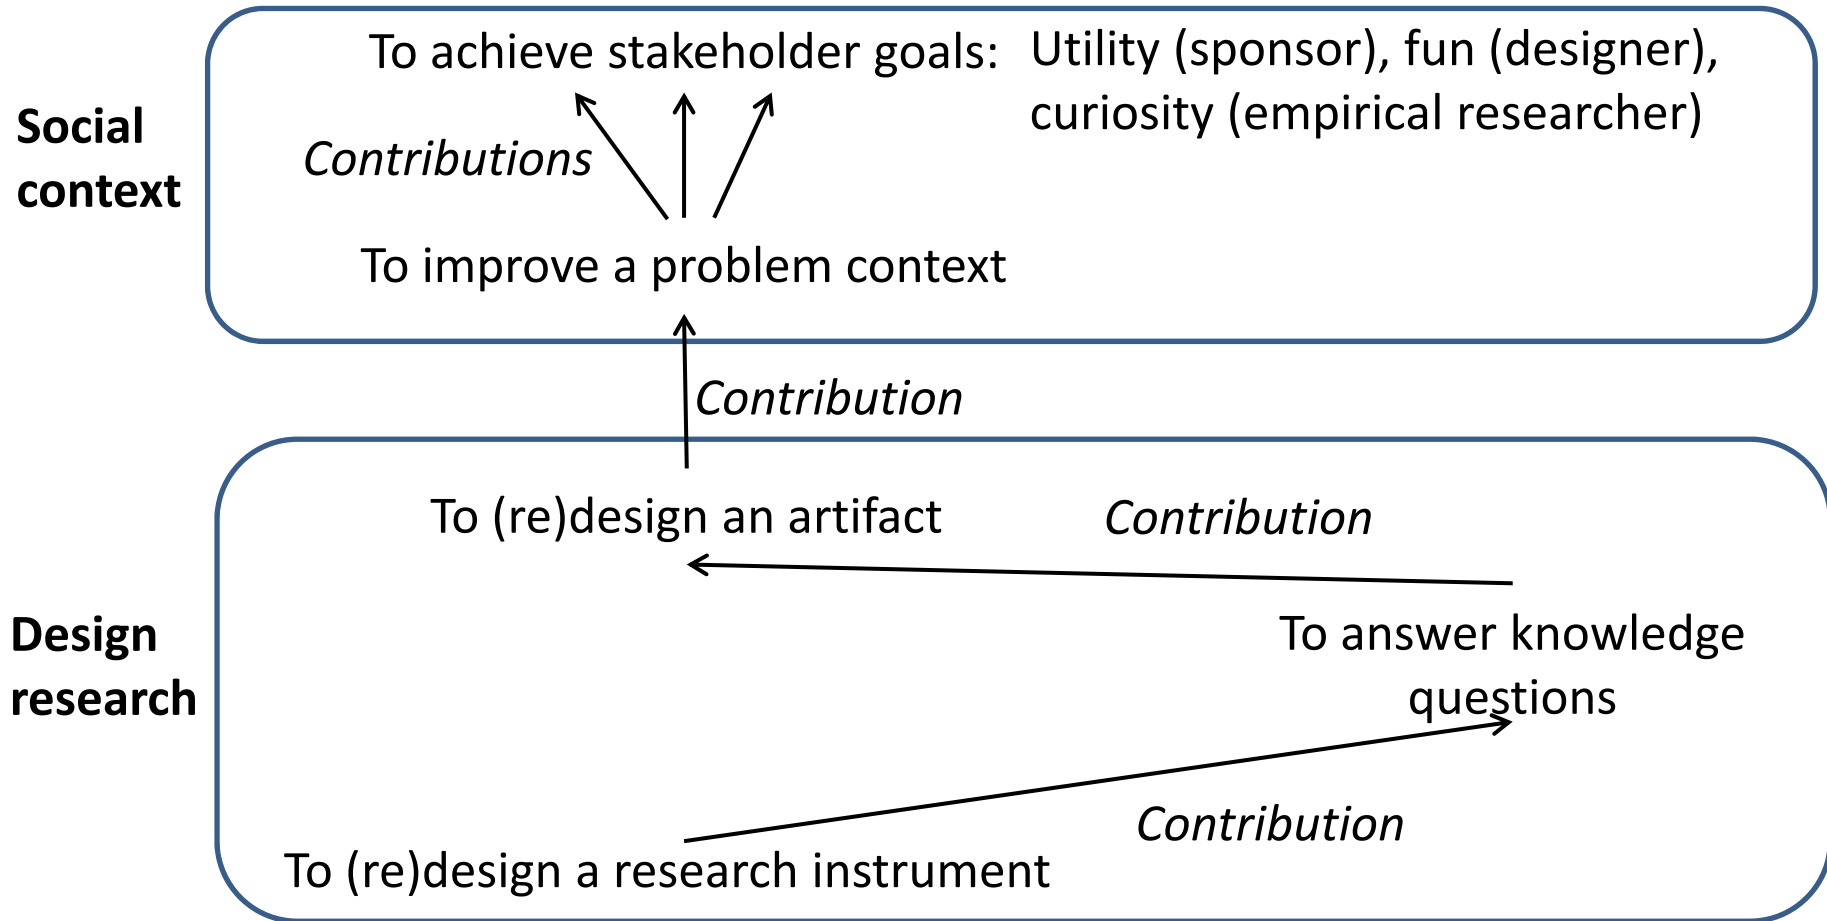 To achieve stakeholder goals: Utility (sponsor), fun (designer),
curiosity (empirical researcher)
Social
context
Contributions
To improve a problem context
Contribution
To (re)design an artifact
Contribution
Design
research
To answer knowledge
questions
Contribution
To (re)design a research instrument